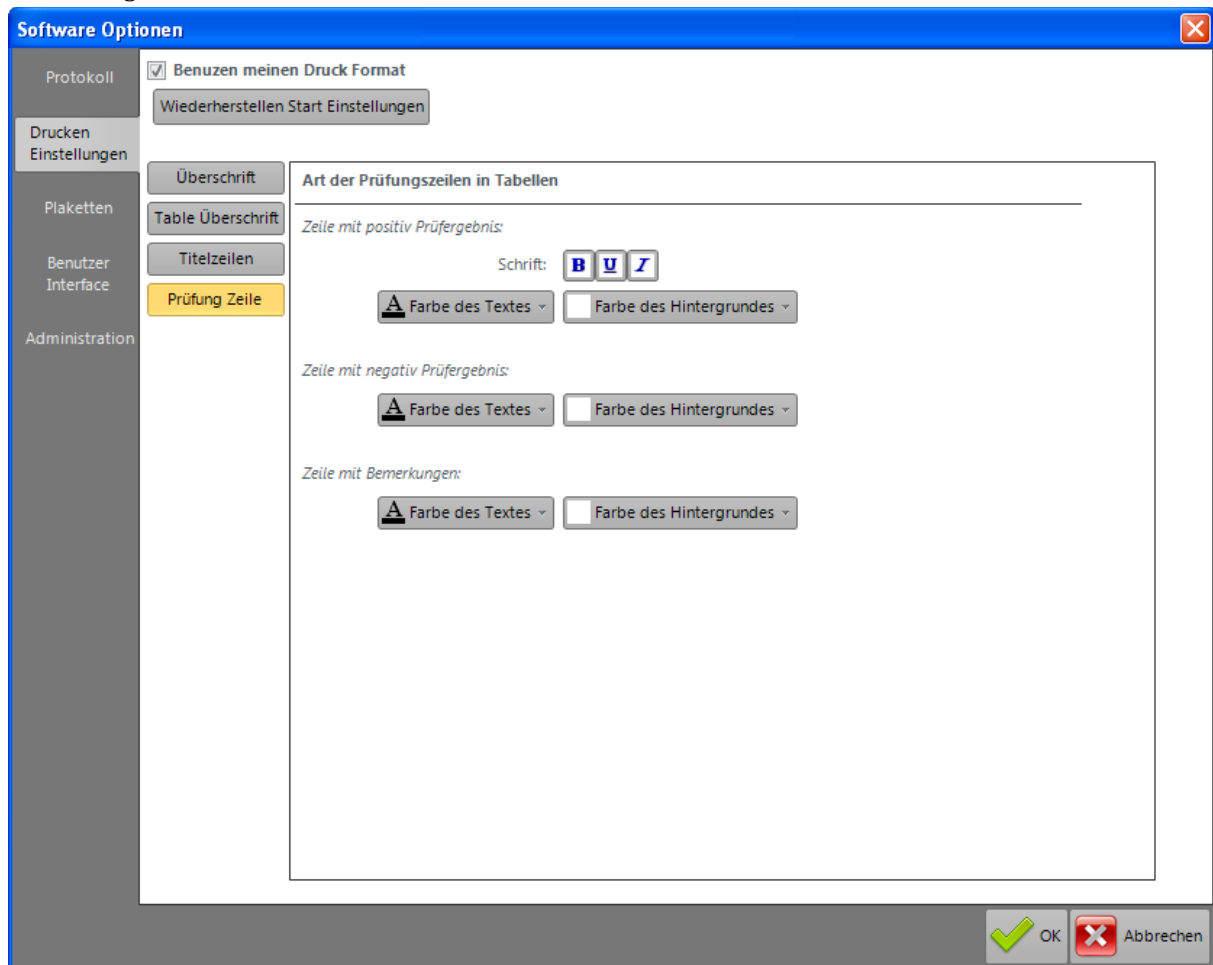 Software Optionen
Protokoll
Drucken
Einstellungen
Plaketten
Benutzer
Interface
Administration
Benuzen meinen Druck Format
Wiederherstellen Start Einstellungen
Überschrift
Table Überschrift
Titelzeilen
Prüfung Zeile
Art der Prüfungszeilen in Tabellen
Zeile mit positiv Prüfergebnis:
Schrift: B U I
A Farbe des Textes Farbe des Hintergrundes
Zeile mit negativ Prüfergebnis:
A Farbe des Textes Farbe des Hintergrundes
Zeile mit Bemerkungen:
A Farbe des Textes Farbe des Hintergrundes
OK Abbrechen